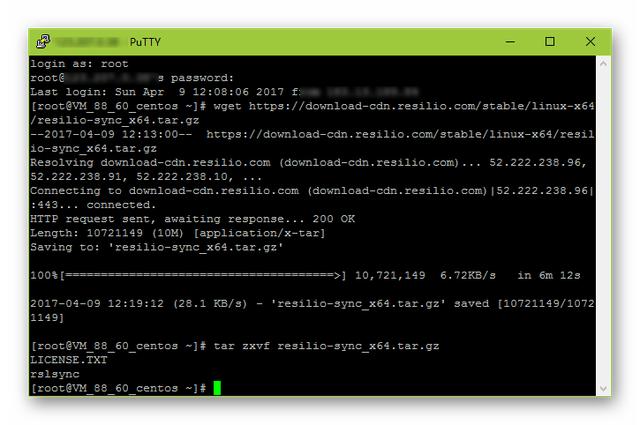 PuTTY
login as: root
root@ 's password:
Last login: Sun Apr  9 12:08:06 2017
[root@VM_88_60_centos ~]# wget https://download-cdn.resilio.com/stable/linux-x64
/resilio-sync_x64.tar.gz
--2017-04-09 12:13:00--  https://download-cdn.resilio.com/stable/linux-x64/resil
io-sync_x64.tar.gz
Resolving download-cdn.resilio.com (download-cdn.resilio.com)... 52.222.238.96,
52.222.238.91, 52.222.238.10, ...
Connecting to download-cdn.resilio.com (download-cdn.resilio.com)|52.222.238.96|
:443... connected.
HTTP request sent, awaiting response... 200 OK
Length: 10721149 (10M) [application/x-tar]
Saving to: 'resilio-sync_x64.tar.gz'
100%[======================================>] 10,721,149  6.72KB/s   in 6m 12s
2017-04-09 12:19:12 (28.1 KB/s) - 'resilio-sync_x64.tar.gz' saved [10721149/1072
1149]
[root@VM_88_60_centos ~]# tar zxvf resilio-sync_x64.tar.gz
LICENSE.TXT
rslsync
[root@VM_88_60_centos ~]#